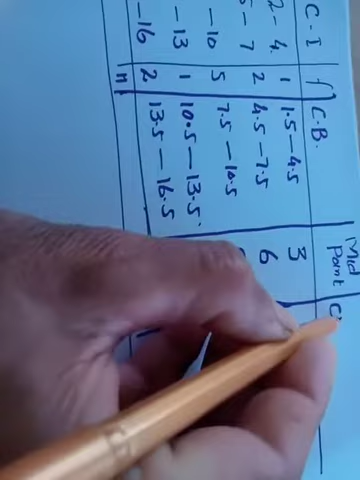 C.I f C.B. Mid Point C
2 - 4 1 1.5 - 4.5 3
- 7 2 4.5 - 7.5 6
- 10 5 7.5 - 10.5
- 13 1 10.5 - 13.5
- 16 2 13.5 - 16.5